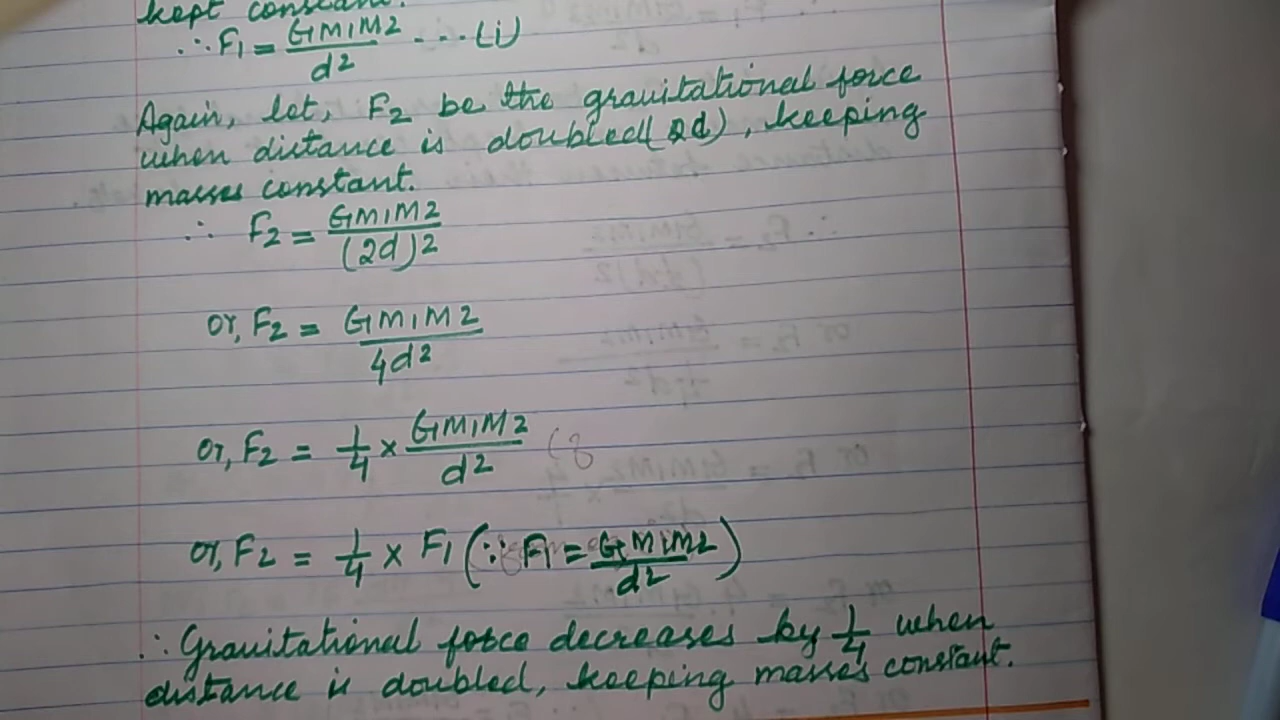 kept constant.
∴ F1 = GM1M2/d2 --- (i)
Again, let, F2 be the gravitational force
when distance is doubled(2d), keeping
masses constant.
∴ F2 = GM1M2/(2d)2
or, F2 = GM1M2/4d2
or, F2 = 1/4 × GM1M2/d2
or, F2 = 1/4 × F1 (∵ F1 = GM1M2/d2)
∴ Gravitational force decreases by 1/4 when
distance is doubled, keeping masses constant.